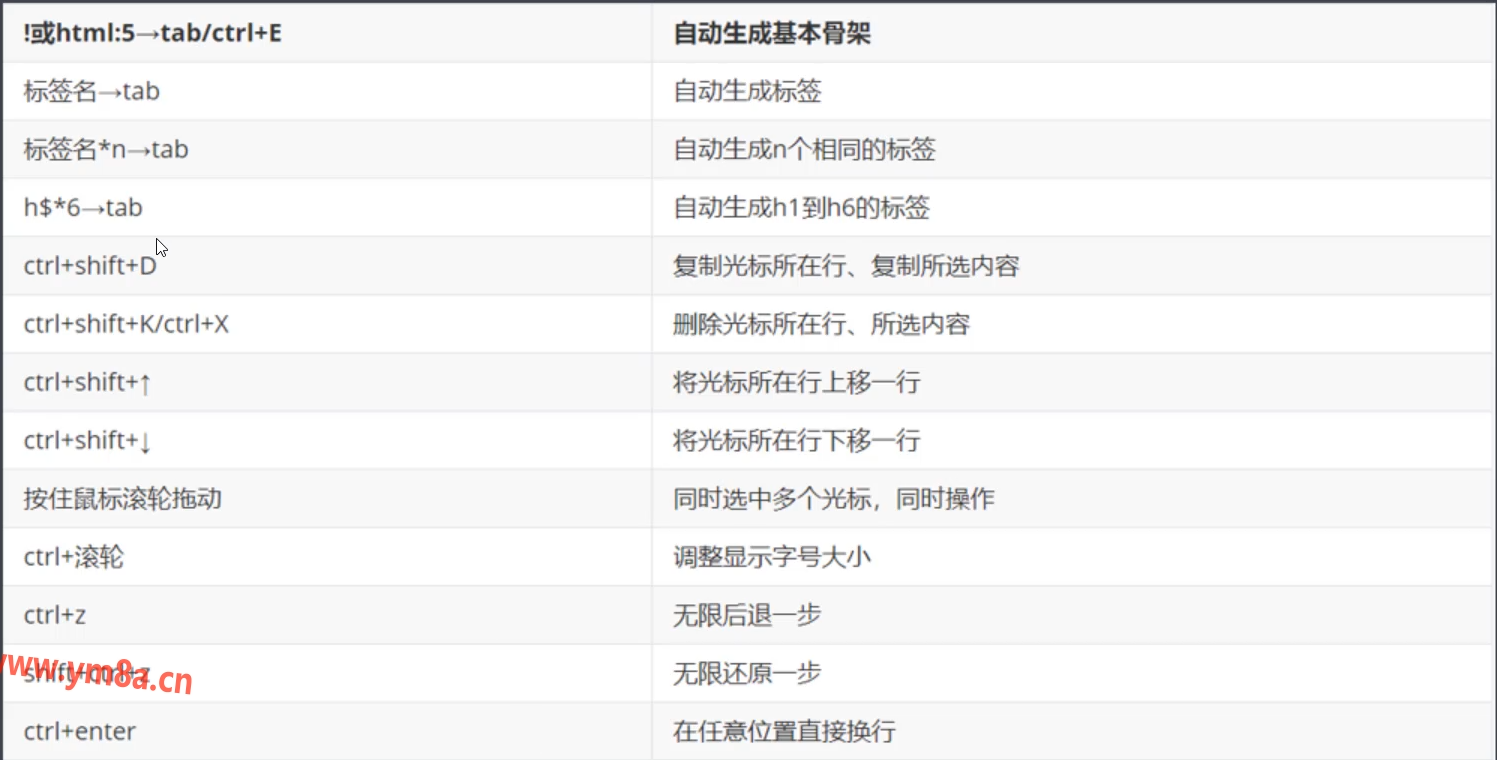 !或html:5→tab/ctrl+E 自动生成基本骨架
标签名→tab 自动生成标签
标签名*n→tab 自动生成n个相同的标签
h$*6→tab 自动生成h1到h6的标签
ctrl+shift+D 复制光标所在行、复制所选内容
ctrl+shift+K/ctrl+X 删除光标所在行、所选内容
ctrl+shift+↑ 将光标所在行上移一行
ctrl+shift+↓ 将光标所在行下移一行
按住鼠标滚轮拖动 同时选中多个光标，同时操作
ctrl+滚轮 调整显示字号大小
ctrl+z 无限后退一步
shift+ctrl+z 无限还原一步
www.ym8a.cn
ctrl+enter 在任意位置直接换行